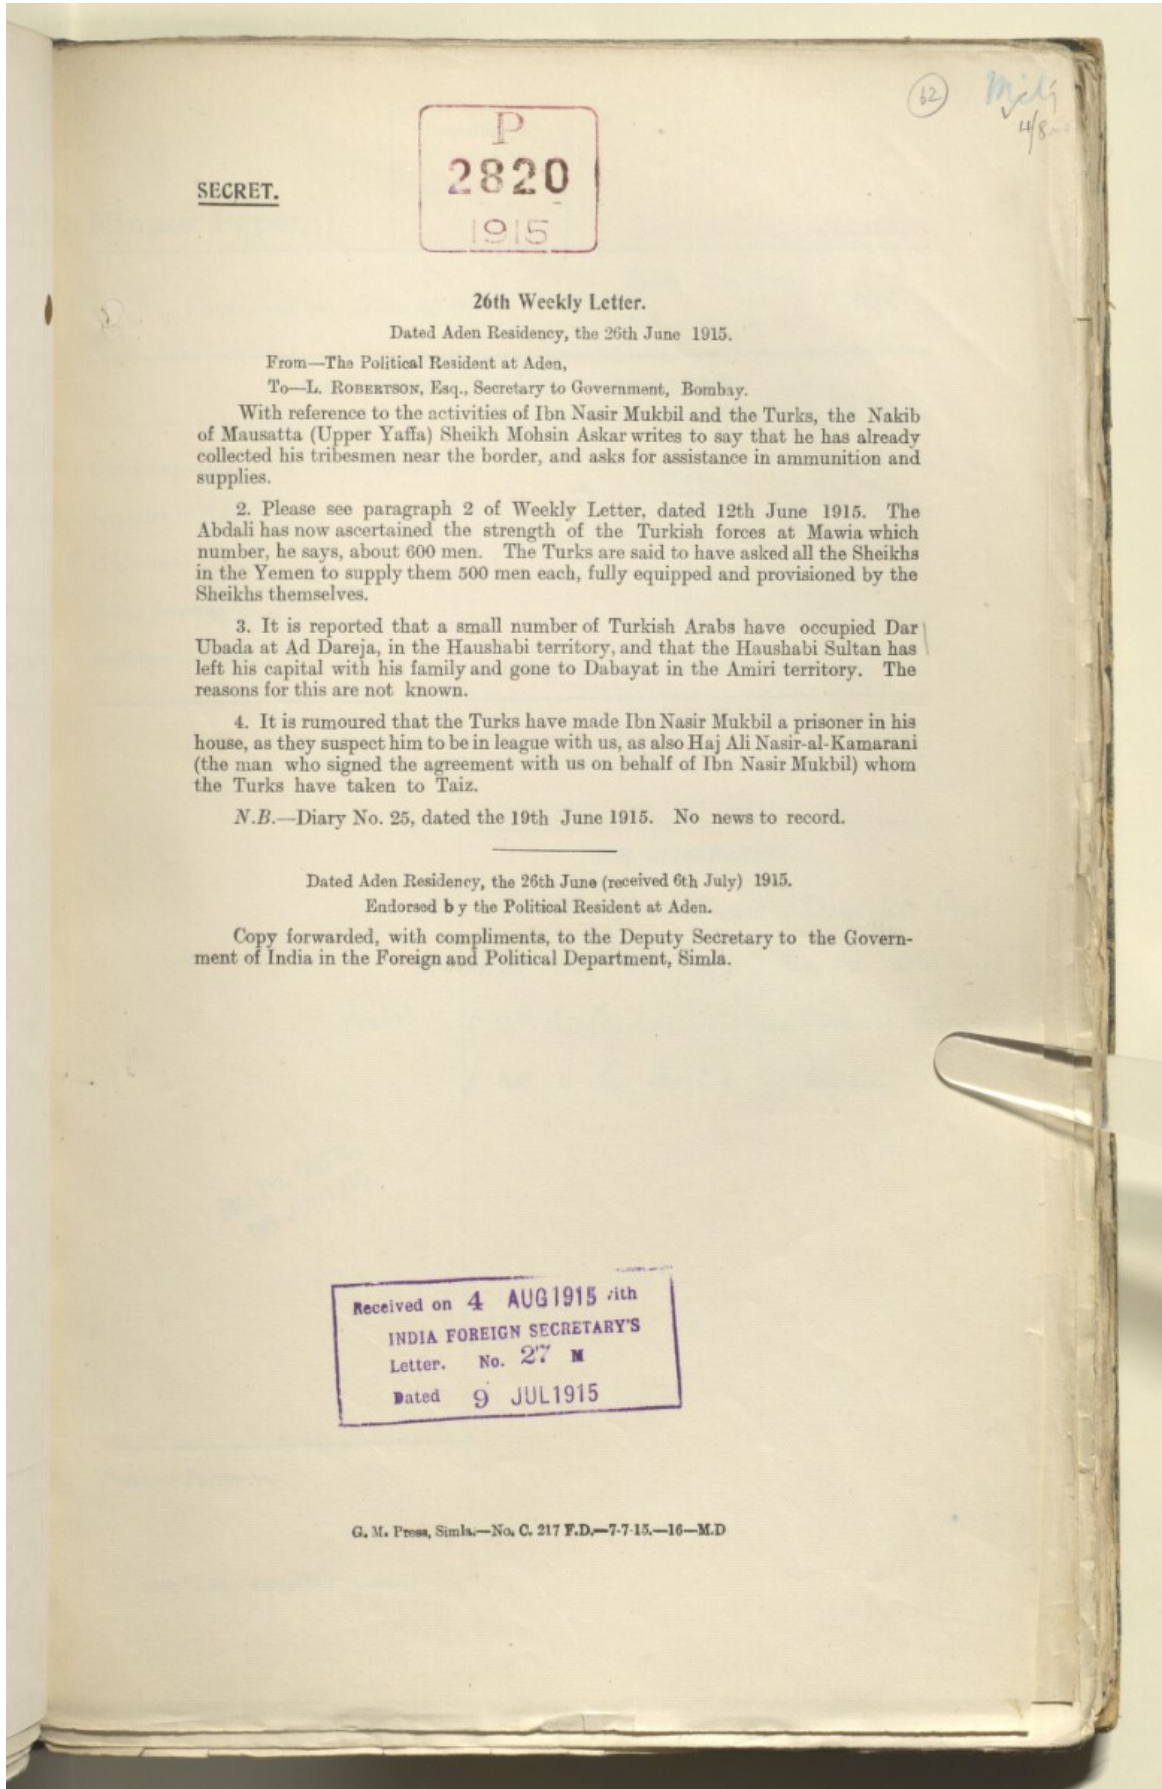 62
4/8
P
2820
1915
SECRET.
26th Weekly Letter.
Dated Aden Residency, the 26th June 1915.
From—The Political Resident at Aden,
To—L. ROBERTSON, Esq., Secretary to Government, Bombay.
With reference to the activities of Ibn Nasir Mukbil and the Turks, the Nakib
of Mausatta (Upper Yaffa) Sheikh Mohsin Askar writes to say that he has already
collected his tribesmen near the border, and asks for assistance in ammunition and
supplies.
2. Please see paragraph 2 of Weekly Letter, dated 12th June 1915. The
Abdali has now ascertained the strength of the Turkish forces at Mawia which
number, he says, about 600 men. The Turks are said to have asked all the Sheikhs
in the Yemen to supply them 500 men each, fully equipped and provisioned by the
Sheikhs themselves.
3. It is reported that a small number of Turkish Arabs have occupied Dar
Ubada at Ad Dareja, in the Haushabi territory, and that the Haushabi Sultan has
left his capital with his family and gone to Dabayat in the Amiri territory. The
reasons for this are not known.
4. It is rumoured that the Turks have made Ibn Nasir Mukbil a prisoner in his
house, as they suspect him to be in league with us, as also Haj Ali Nasir-al-Kamarani
(the man who signed the agreement with us on behalf of Ibn Nasir Mukbil) whom
the Turks have taken to Taiz.
N.B.—Diary No. 25, dated the 19th June 1915. No news to record.
Dated Aden Residency, the 26th June (received 6th July) 1915.
Endorsed by the Political Resident at Aden.
Copy forwarded, with compliments, to the Deputy Secretary to the Govern-
ment of India in the Foreign and Political Department, Simla.
Received on 4 AUG 1915 with
INDIA FOREIGN SECRETARY'S
Letter. No. 27 M
Dated 9 JUL 1915
G. M. Press, Simla.—No. C. 217 F.D.—7-7-15.—16—M.D